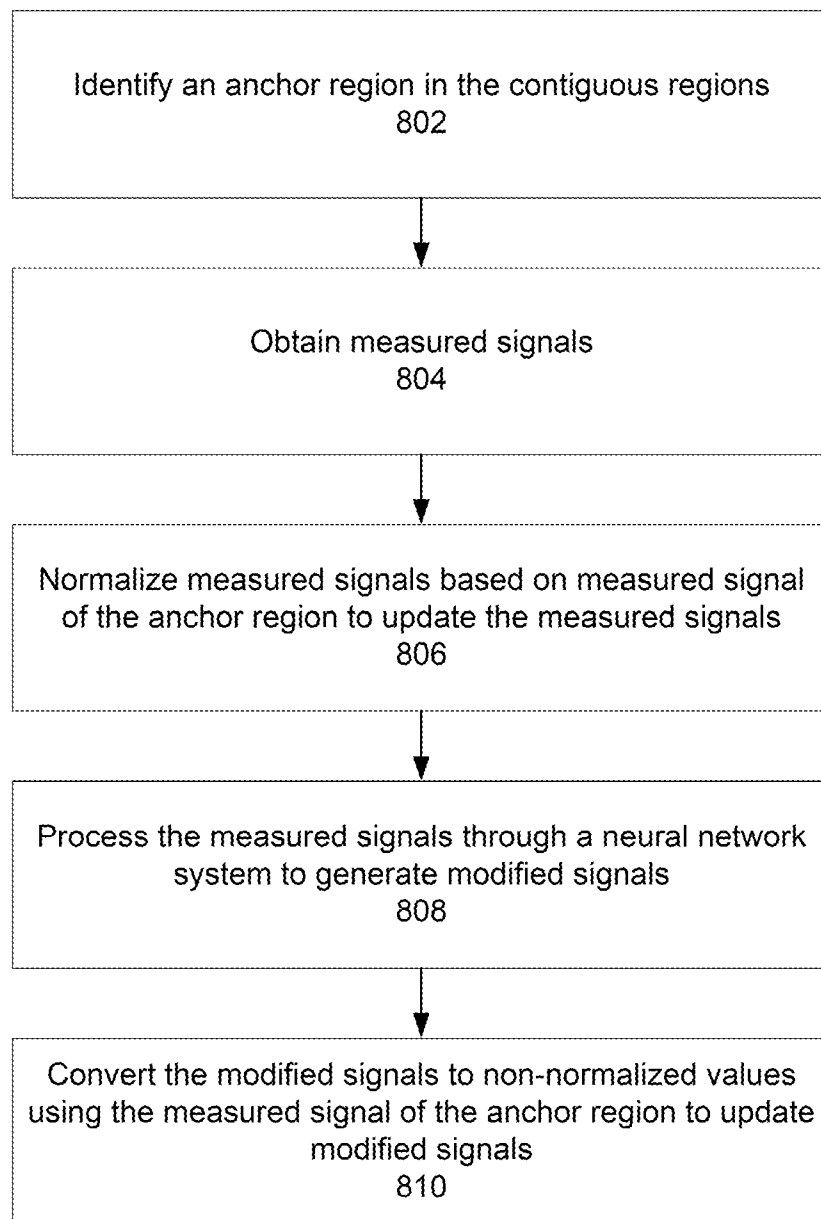 Identify an anchor region in the contiguous regions
802
Obtain measured signals
804
Normalize measured signals based on measured signal
of the anchor region to update the measured signals
806
Process the measured signals through a neural network
system to generate modified signals
808
Convert the modified signals to non-normalized values
using the measured signal of the anchor region to update
modified signals
810